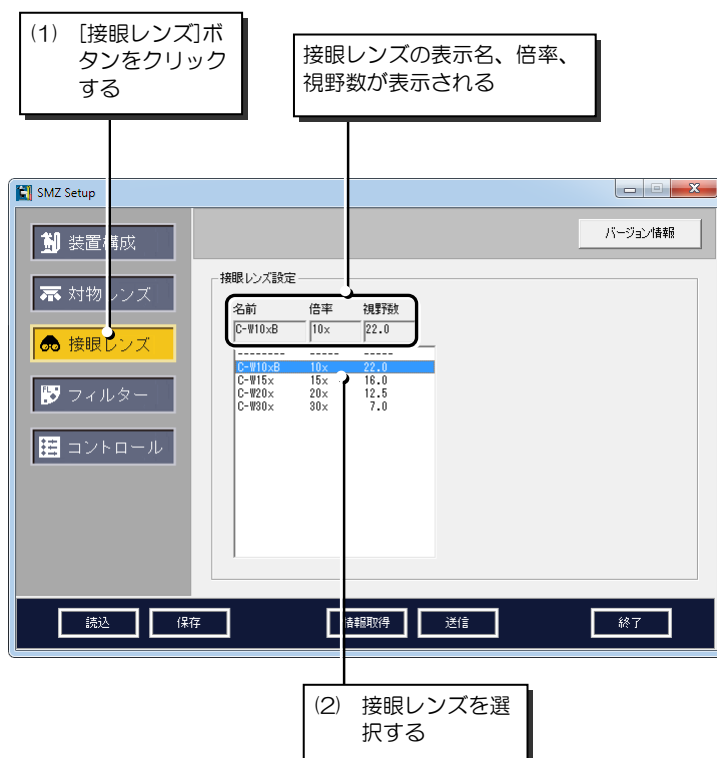 (1) [接眼レンズ]ボ
タンをクリック
する
接眼レンズの表示名、倍率、
視野数が表示される
SMZ Setup
バージョン情報
装置構成
対物レンズ
接眼レンズ
フィルター
コントロール
接眼レンズ設定
名前 倍率 視野数
C-W10xB 10x 22.0
-------- ----- -----
C-W10xB 10x 22.0
C-W15x 15x 16.0
C-W20x 20x 12.5
C-W30x 30x 7.0
読込 保存 情報取得 送信 終了
(2) 接眼レンズを選
択する